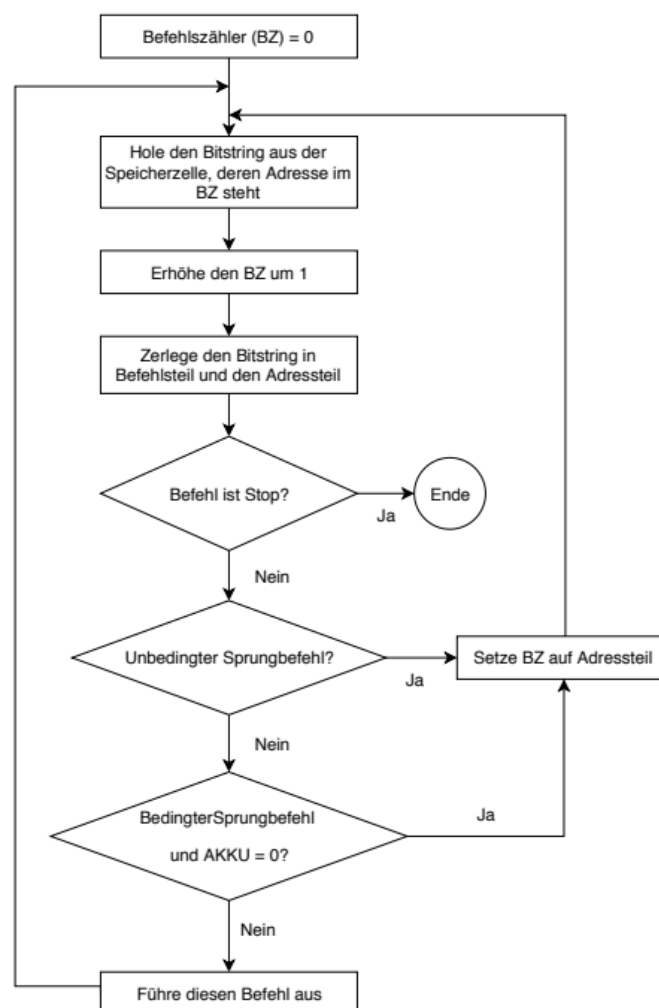 Befehlszähler (BZ) = 0
Hole den Bitstring aus der
Speicherzelle, deren Adresse im
BZ steht
Erhöhe den BZ um 1
Zerlege den Bitstring in
Befehlsteil und den Adressteil
Befehl ist Stop?
Ja
Ende
Nein
Unbedingter Sprungbefehl?
Ja
Setze BZ auf Adressteil
Nein
BedingterSprungbefehl
und AKKU = 0?
Ja
Nein
Führe diesen Befehl aus